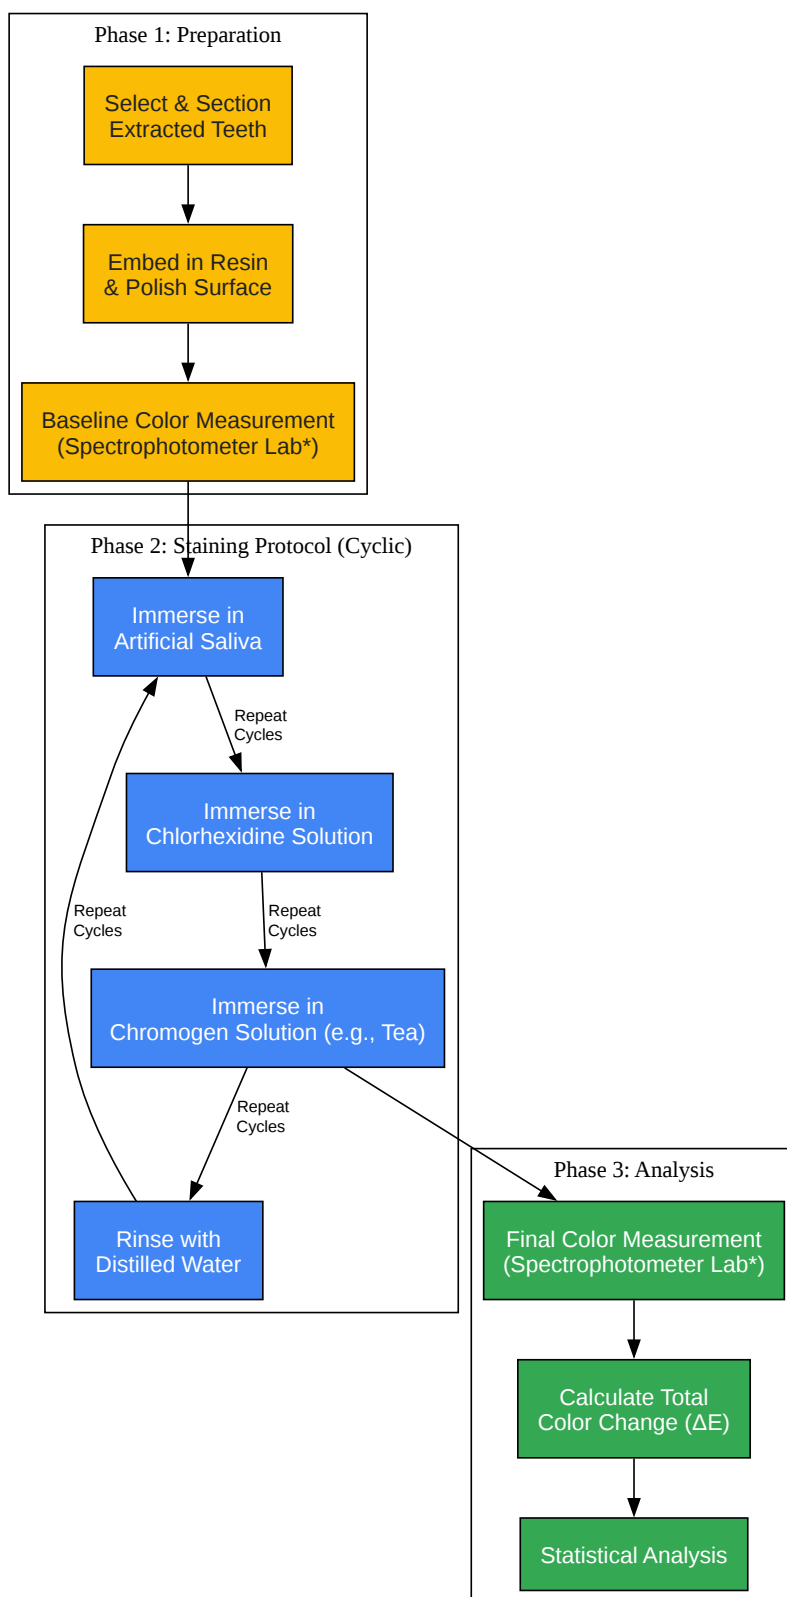 Phase 1: Preparation
Select & Section
Extracted Teeth
Embed in Resin
& Polish Surface
Baseline Color Measurement
(Spectrophotometer Lab*)
Phase 2: Staining Protocol (Cyclic)
Immerse in
Artificial Saliva
Repeat
Cycles
Immerse in
Chlorhexidine Solution
Repeat
Cycles
Repeat
Cycles
Immerse in
Chromogen Solution (e.g., Tea)
Repeat
Cycles
Rinse with
Distilled Water
Phase 3: Analysis
Final Color Measurement
(Spectrophotometer Lab*)
Calculate Total
Color Change (ΔE)
Statistical Analysis